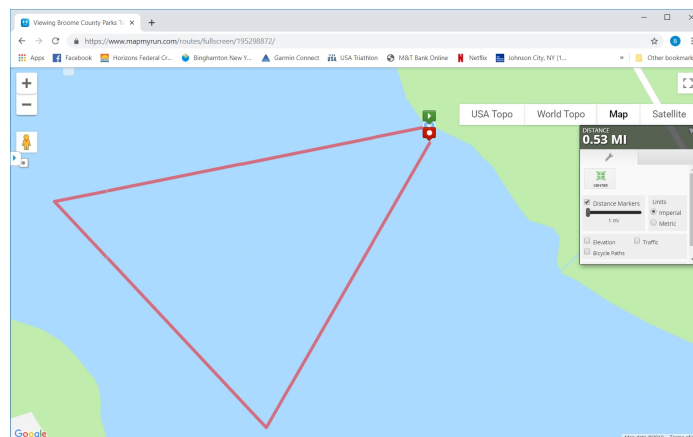 Viewing Broome County Parks Tr
https://www.mapmyrun.com/routes/fullscreen/195298872/
Apps Facebook Horizons Federal Cr... Binghamton New Y... Garmin Connect USA Triathlon M&T Bank Online Netflix Johnson City, NY (1... » Other bookmark
USA Topo World Topo Map Satellite
DISTANCE
0.53 MI
CENTER
Distance Markers
1 mi
Units
Imperial
Metric
Elevation Traffic
Bicycle Paths
Google